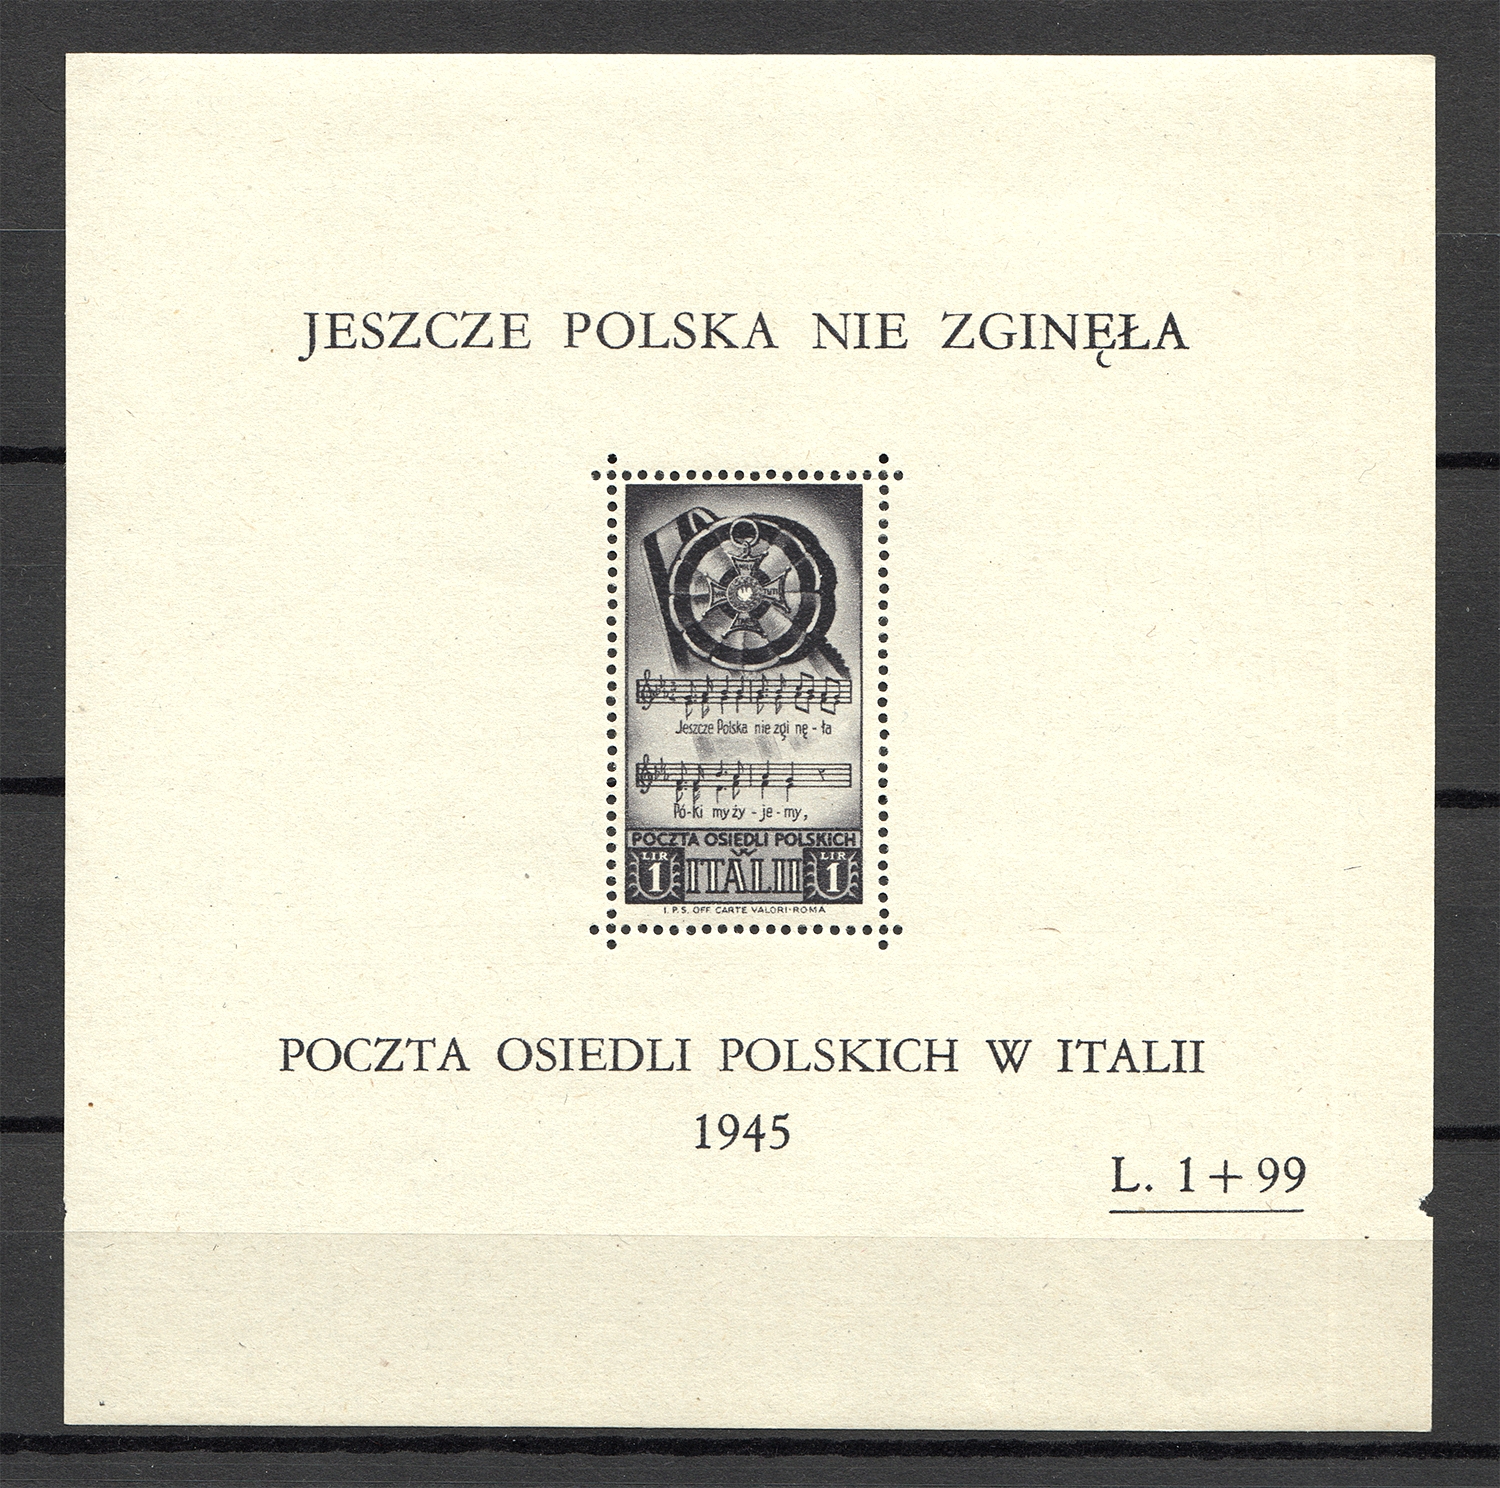 JESZCZE POLSKA NIE ZGINĘŁA
Jeszcze Polska nie zgi nę - ła
Pó-ki my ży - je - my,
POCZTA OSIEDLI POLSKICH
W
LIR ITALII LIR
1 1
I.P.S. OFF. CARTE VALORI-ROMA
POCZTA OSIEDLI POLSKICH W ITALII
1945
L. 1+99